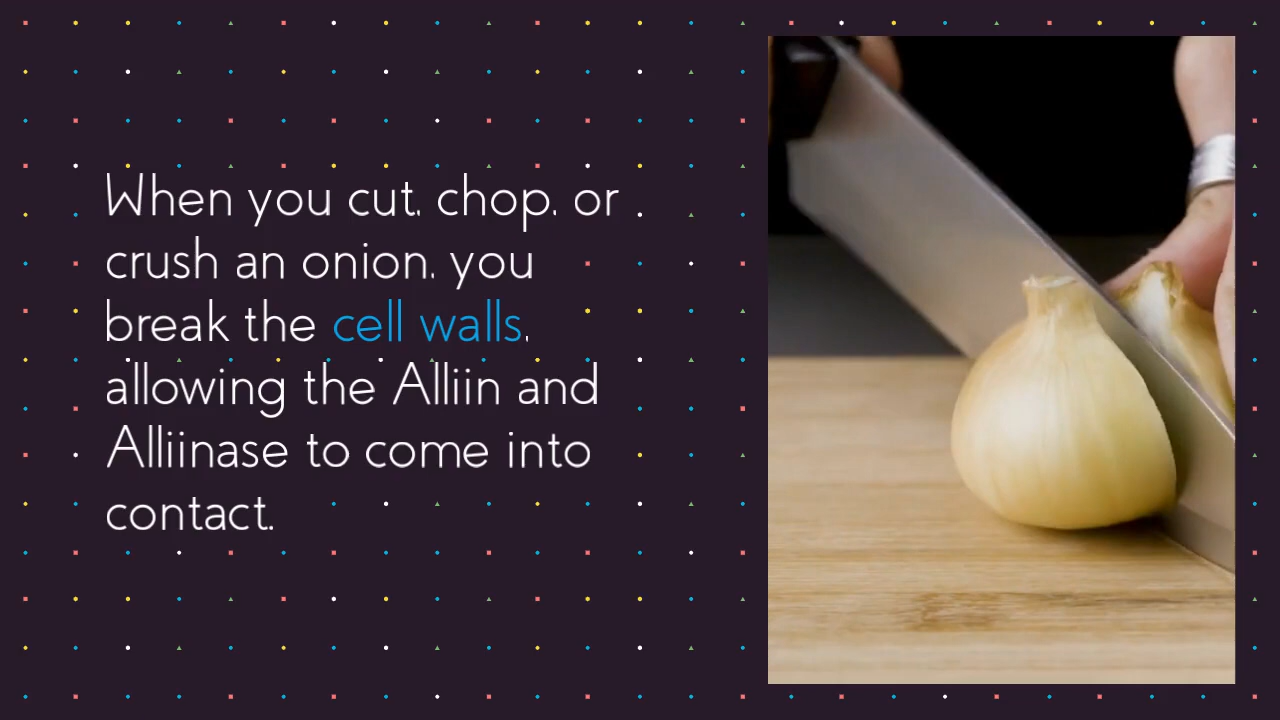 When you cut, chop, or
crush an onion, you
break the cell walls,
allowing the Alliin and
Alliinase to come into
contact.